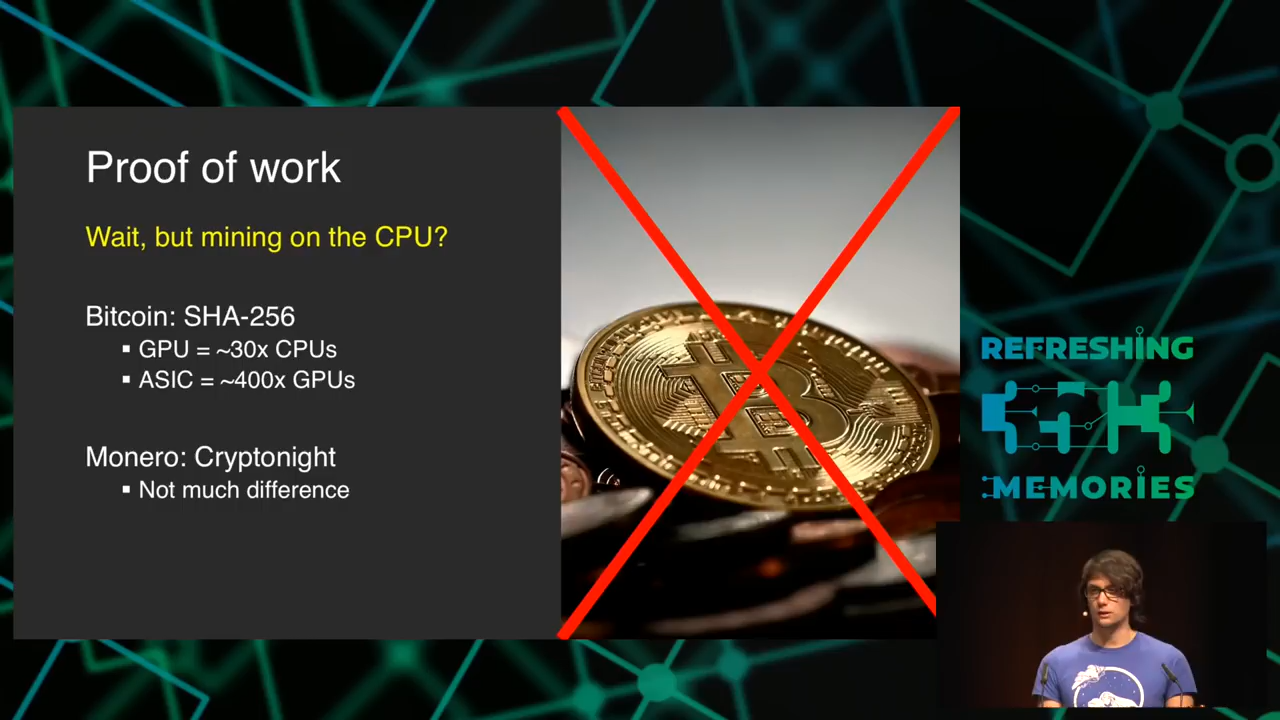 Proof of work
Wait, but mining on the CPU?
Bitcoin: SHA-256
▪ GPU = ~30x CPUs
▪ ASIC = ~400x GPUs
Monero: Cryptonight
▪ Not much difference
REFRESHING
35C3
MEMORIES